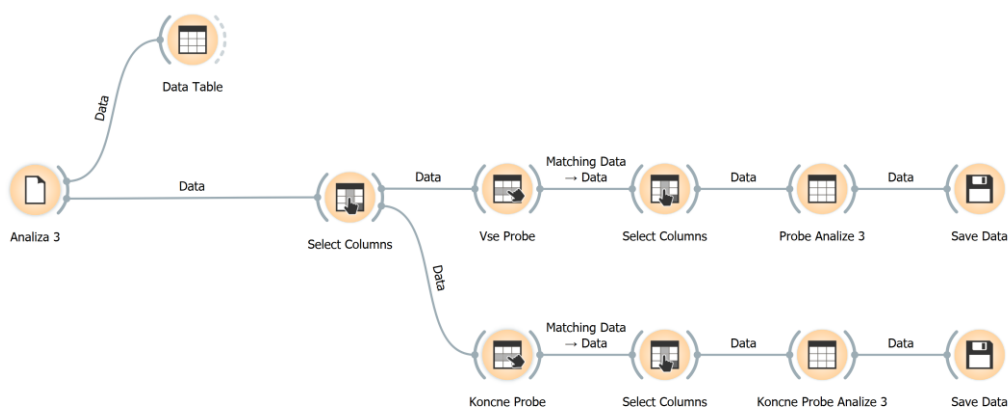 Data Table
Data
Analiza 3
Data
Select Columns
Data
Vse Probe
Matching Data
→ Data
Select Columns
Data
Probe Analize 3
Data
Save Data
Data
Koncne Probe
Matching Data
→ Data
Select Columns
Data
Koncne Probe Analize 3
Data
Save Data